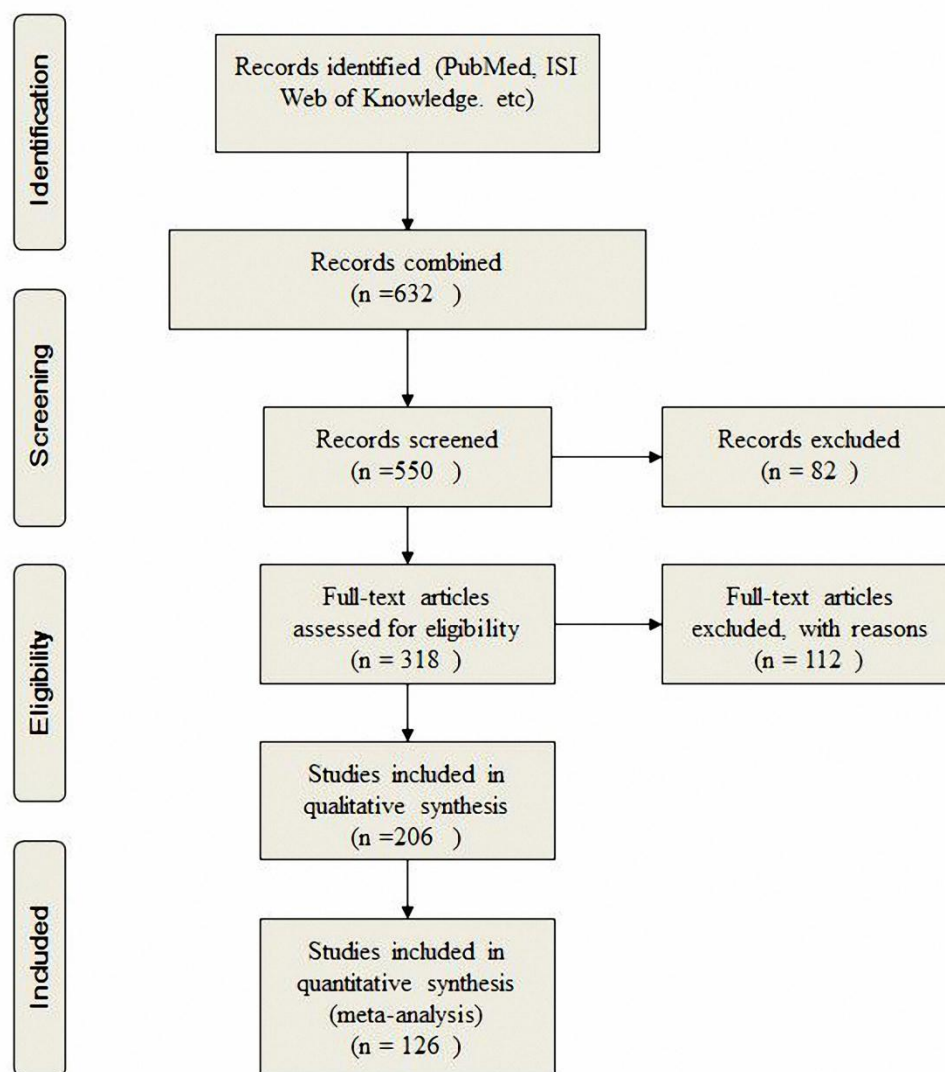 Identification
Records identified (PubMed, ISI
Web of Knowledge. etc)
Records combined
(n =632 )
Screening
Records screened
(n =550 )
Records excluded
(n = 82 )
Eligibility
Full-text articles
assessed for eligibility
(n = 318 )
Full-text articles
excluded, with reasons
(n = 112 )
Studies included in
qualitative synthesis
(n =206 )
Included
Studies included in
quantitative synthesis
(meta-analysis)
(n = 126 )